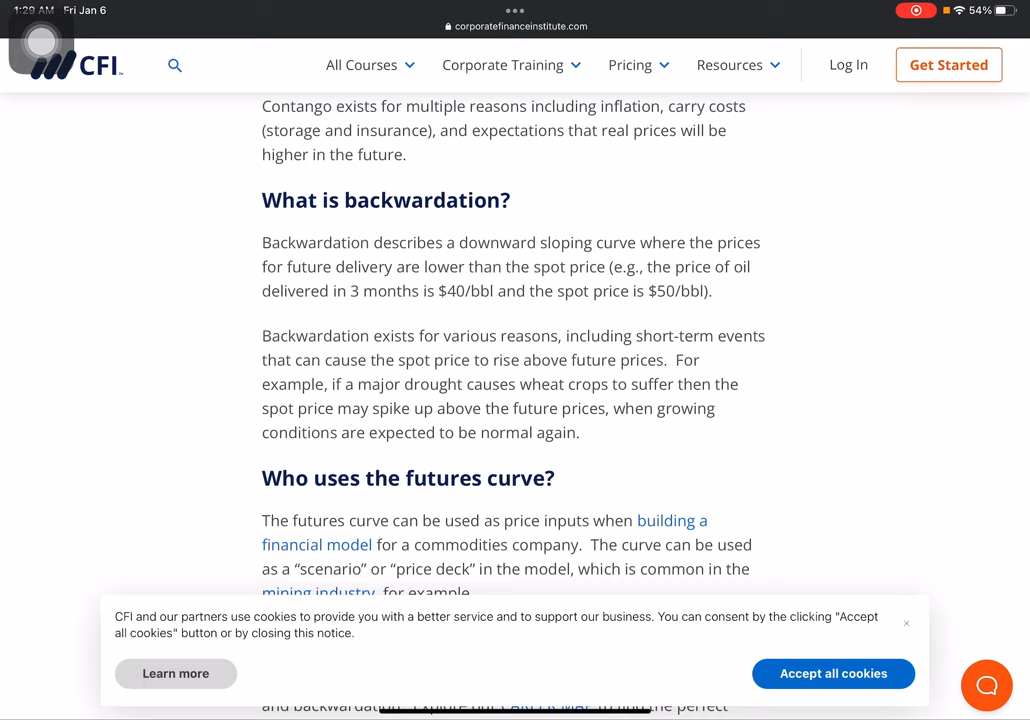 1:29 AM Fri Jan 6
54%
corporatefinanceinstitute.com
CFI
All Courses
Corporate Training
Pricing
Resources
Log In
Get Started
Contango exists for multiple reasons including inflation, carry costs
(storage and insurance), and expectations that real prices will be
higher in the future.
What is backwardation?
Backwardation describes a downward sloping curve where the prices
for future delivery are lower than the spot price (e.g., the price of oil
delivered in 3 months is $40/bbl and the spot price is $50/bbl).
Backwardation exists for various reasons, including short-term events
that can cause the spot price to rise above future prices.  For
example, if a major drought causes wheat crops to suffer then the
spot price may spike up above the future prices, when growing
conditions are expected to be normal again.
Who uses the futures curve?
The futures curve can be used as price inputs when building a
financial model for a commodities company.  The curve can be used
as a “scenario” or “price deck” in the model, which is common in the
mining industry, for example.
CFI and our partners use cookies to provide you with a better service and to support our business. You can consent by the clicking "Accept
all cookies" button or by closing this notice.
×
Learn more
Accept all cookies
and backwardation. Explore our CAREER MAP to find the perfect